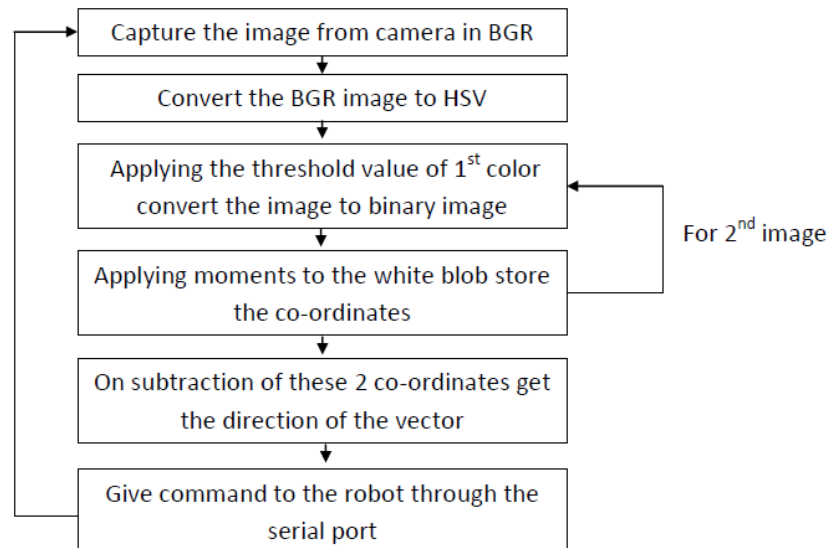 Capture the image from camera in BGR
Convert the BGR image to HSV
Applying the threshold value of 1st color
convert the image to binary image
For 2nd image
Applying moments to the white blob store
the co-ordinates
On subtraction of these 2 co-ordinates get
the direction of the vector
Give command to the robot through the
serial port